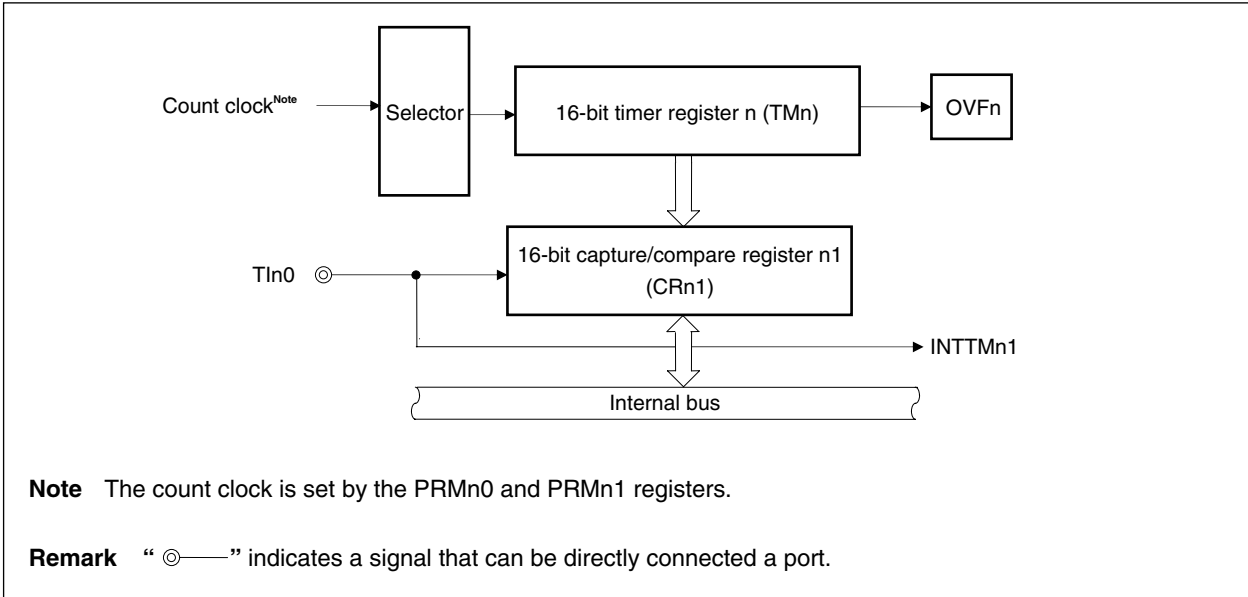 Count clockNote
Selector
16-bit timer register n (TMn)
OVFn
16-bit capture/compare register n1
(CRn1)
TIn0
INTTMn1
Internal bus
Note The count clock is set by the PRMn0 and PRMn1 registers.
Remark “ ” indicates a signal that can be directly connected a port.